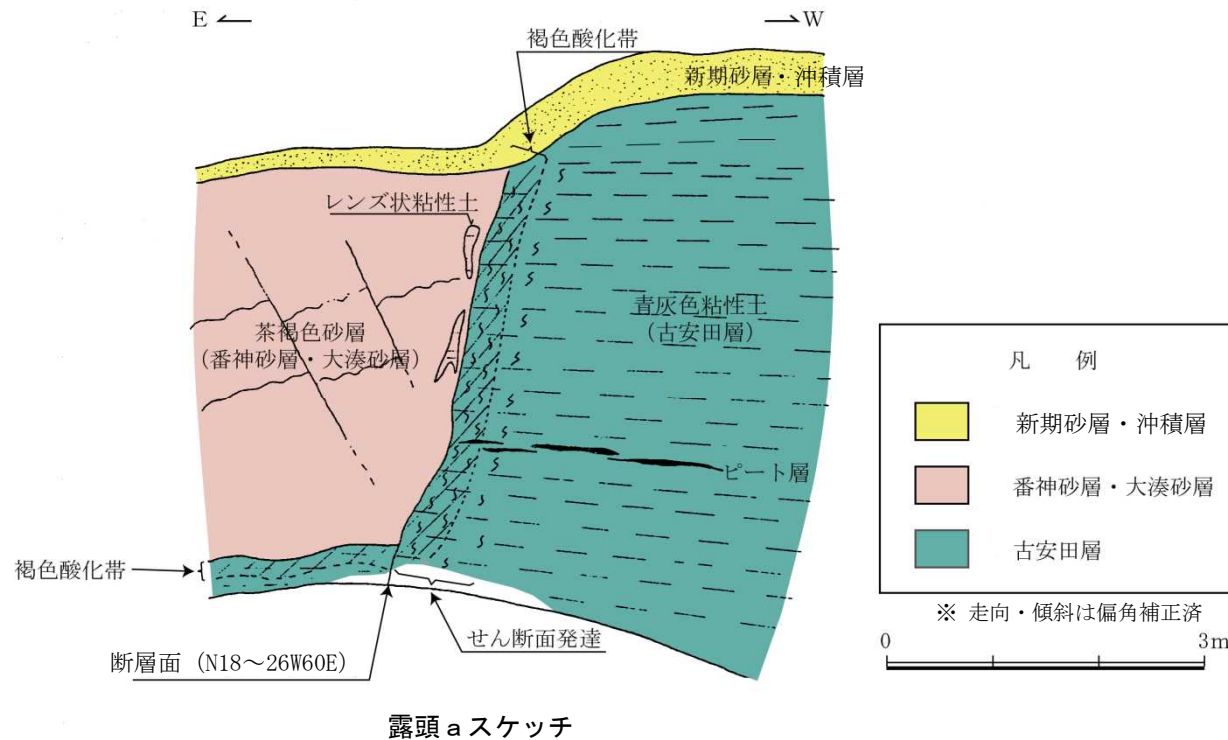 E
W
褐色酸化帯
新期砂層・沖積層
レンズ状粘性土
青灰色粘性土
(古安田層)
茶褐色砂層
(番神砂層・大湊砂層)
ピート層
褐色酸化帯
せん断面発達
断層面 (N18～26W60E)
凡 例
新期砂層・沖積層
番神砂層・大湊砂層
古安田層
※ 走向・傾斜は偏角補正済
0 3m
露頭aスケッチ